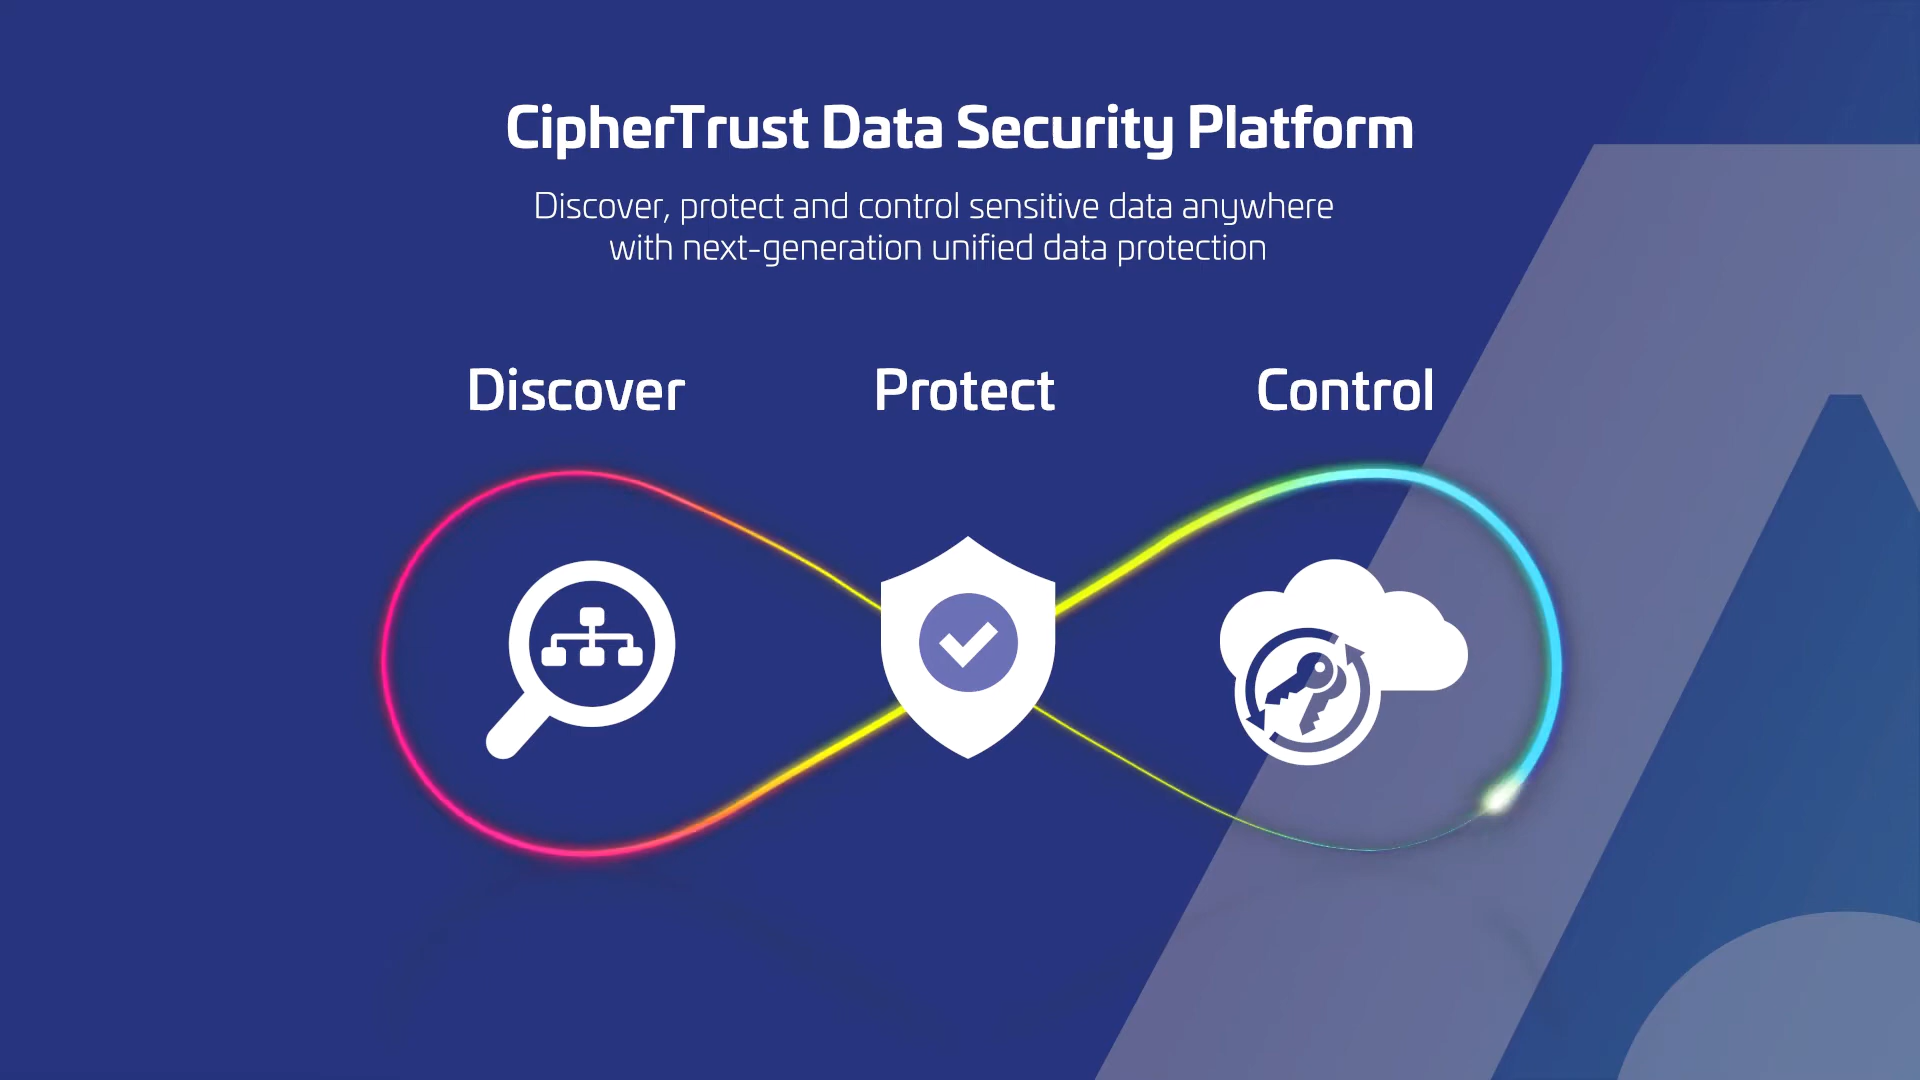 CipherTrust Data Security Platform
Discover, protect and control sensitive data anywhere
with next-generation unified data protection
Discover
Protect
Control